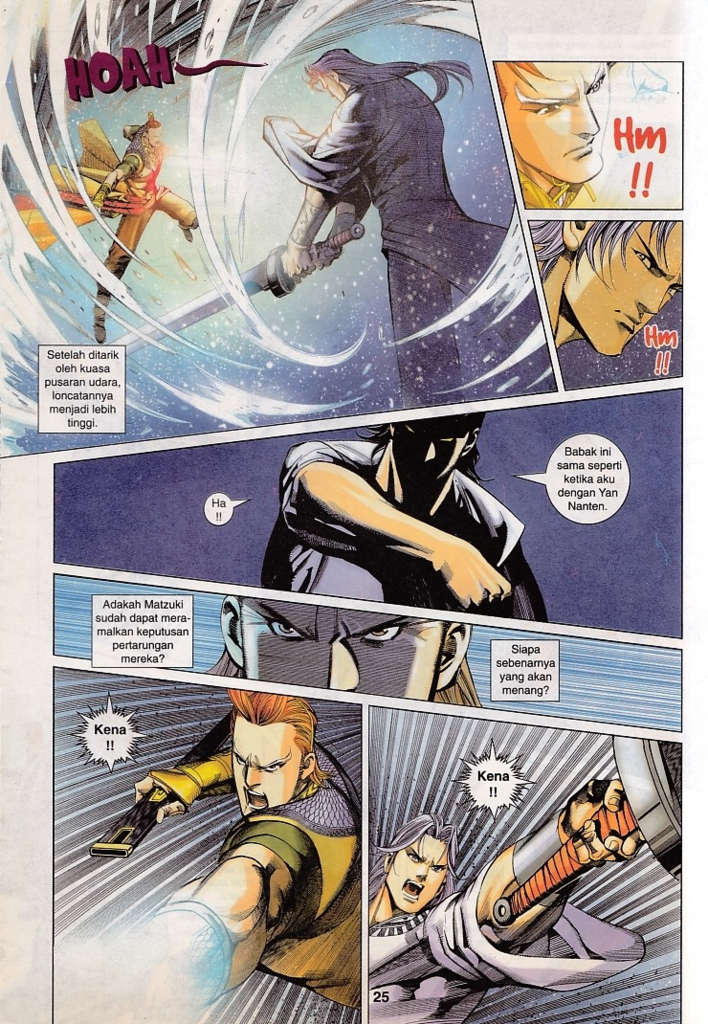 HOAH
Hm
!!
Hm
!!
Setelah ditarik
oleh kuasa
pusaran udara,
loncatannya
menjadi lebih
tinggi.
Ha
!!
Babak ini
sama seperti
ketika aku
dengan Yan
Nanten.
Adakah Matzuki
sudah dapat mera-
malkan keputusan
pertarungan
mereka?
Siapa
sebenarnya
yang akan
menang?
Kena
!!
Kena
!!
25